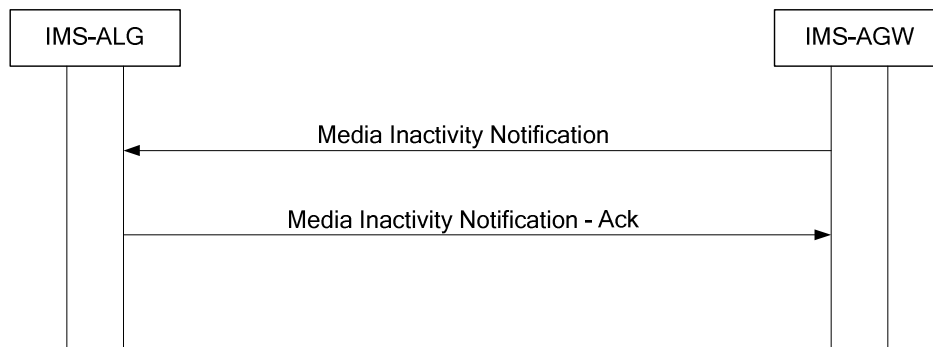 IMS-ALG
IMS-AGW
Media Inactivity Notification
Media Inactivity Notification - Ack